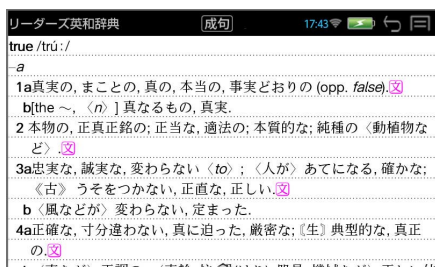 リーダーズ英和辞典 成句 17:43
true /trúː/
–a
1a真実の, まことの, 真の, 本当の, 事実どおりの (opp. false).文
b[the ～, 〈n〉] 真なるもの, 真実.
2 本物の, 正真正銘の; 正当な, 適法の; 本質的な; 純種の〈動植物な
ど〉.文
3a忠実な, 誠実な, 変わらない〈to〉; 〈人が〉あてになる, 確かな;
《古》 うそをつかない, 正直な, 正しい.文
b〈風などが〉変わらない, 定まった.
4a正確な, 寸分違わない, 真に迫った, 厳密な; 〘生〙 典型的な, 真正
の.文